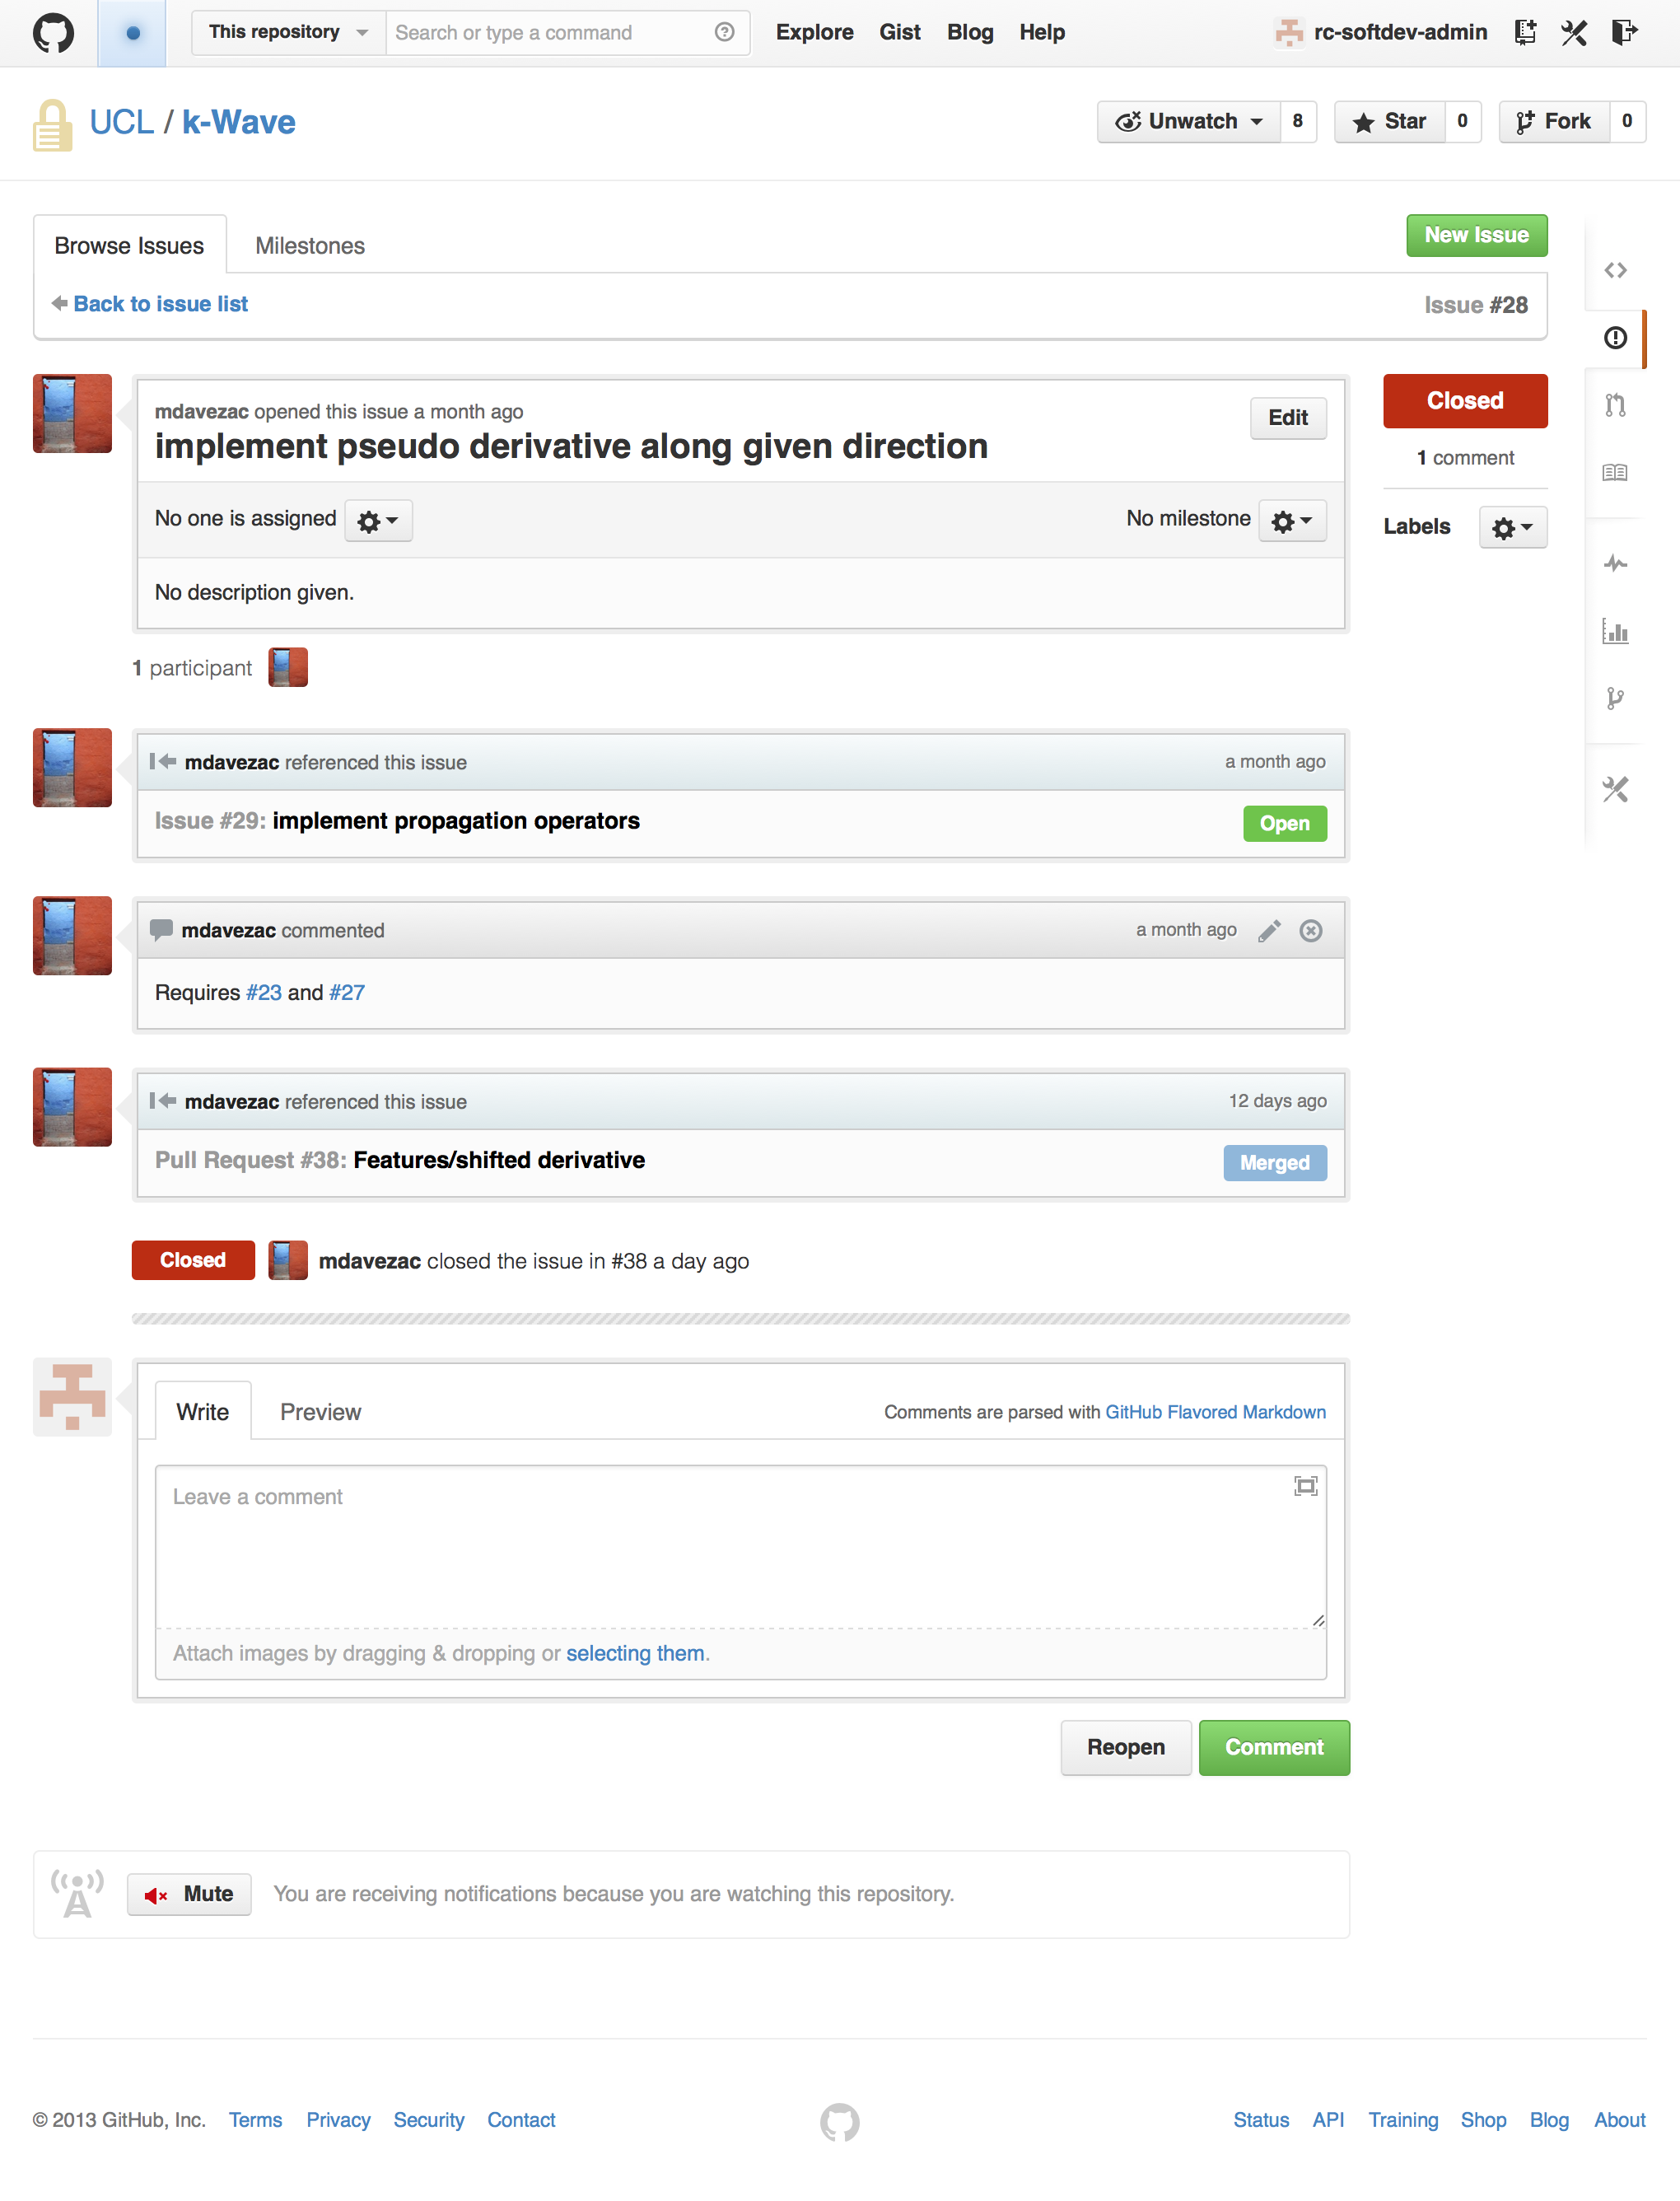 This repository Search or type a command Explore Gist Blog Help rc-softdev-admin
UCL / k-Wave Unwatch 8 Star 0 Fork 0
Browse Issues Milestones New Issue
Back to issue list Issue #28
mdavezac opened this issue a month ago Edit Closed
implement pseudo derivative along given direction
1 comment
No one is assigned No milestone Labels
No description given.
1 participant
mdavezac referenced this issue a month ago
Issue #29: implement propagation operators Open
mdavezac commented a month ago
Requires #23 and #27
mdavezac referenced this issue 12 days ago
Pull Request #38: Features/shifted derivative Merged
Closed mdavezac closed the issue in #38 a day ago
Write Preview Comments are parsed with GitHub Flavored Markdown
Leave a comment
Attach images by dragging & dropping or selecting them.
Reopen Comment
Mute You are receiving notifications because you are watching this repository.
© 2013 GitHub, Inc. Terms Privacy Security Contact Status API Training Shop Blog About